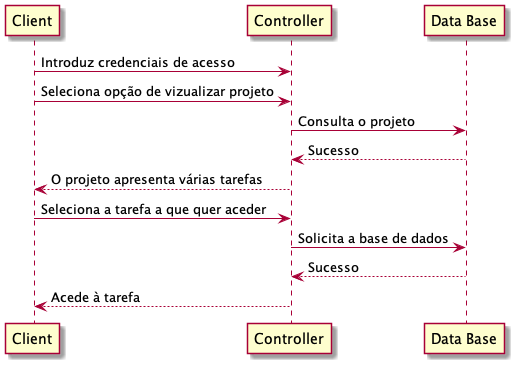 Client
Controller
Data Base
Introduz credenciais de acesso
Seleciona opção de vizualizar projeto
Consulta o projeto
Sucesso
O projeto apresenta várias tarefas
Seleciona a tarefa a que quer aceder
Solicita a base de dados
Sucesso
Acede à tarefa
Client
Controller
Data Base